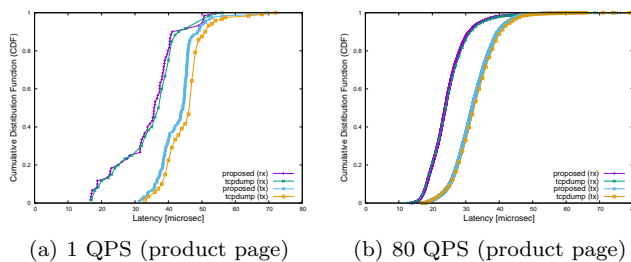 Cumulative Distribution Function (CDF)
1
0.8
0.6
0.4
0.2
0
proposed (rx)
tcpdump (rx)
proposed (tx)
tcpdump (tx)
0 10 20 30 40 50 60 70 80
Latency [microsec]
(a) 1 QPS (product page)
Cumulative Distribution Function (CDF)
1
0.8
0.6
0.4
0.2
0
proposed (rx)
tcpdump (rx)
proposed (tx)
tcpdump (tx)
0 10 20 30 40 50 60 70 80
Latency [microsec]
(b) 80 QPS (product page)